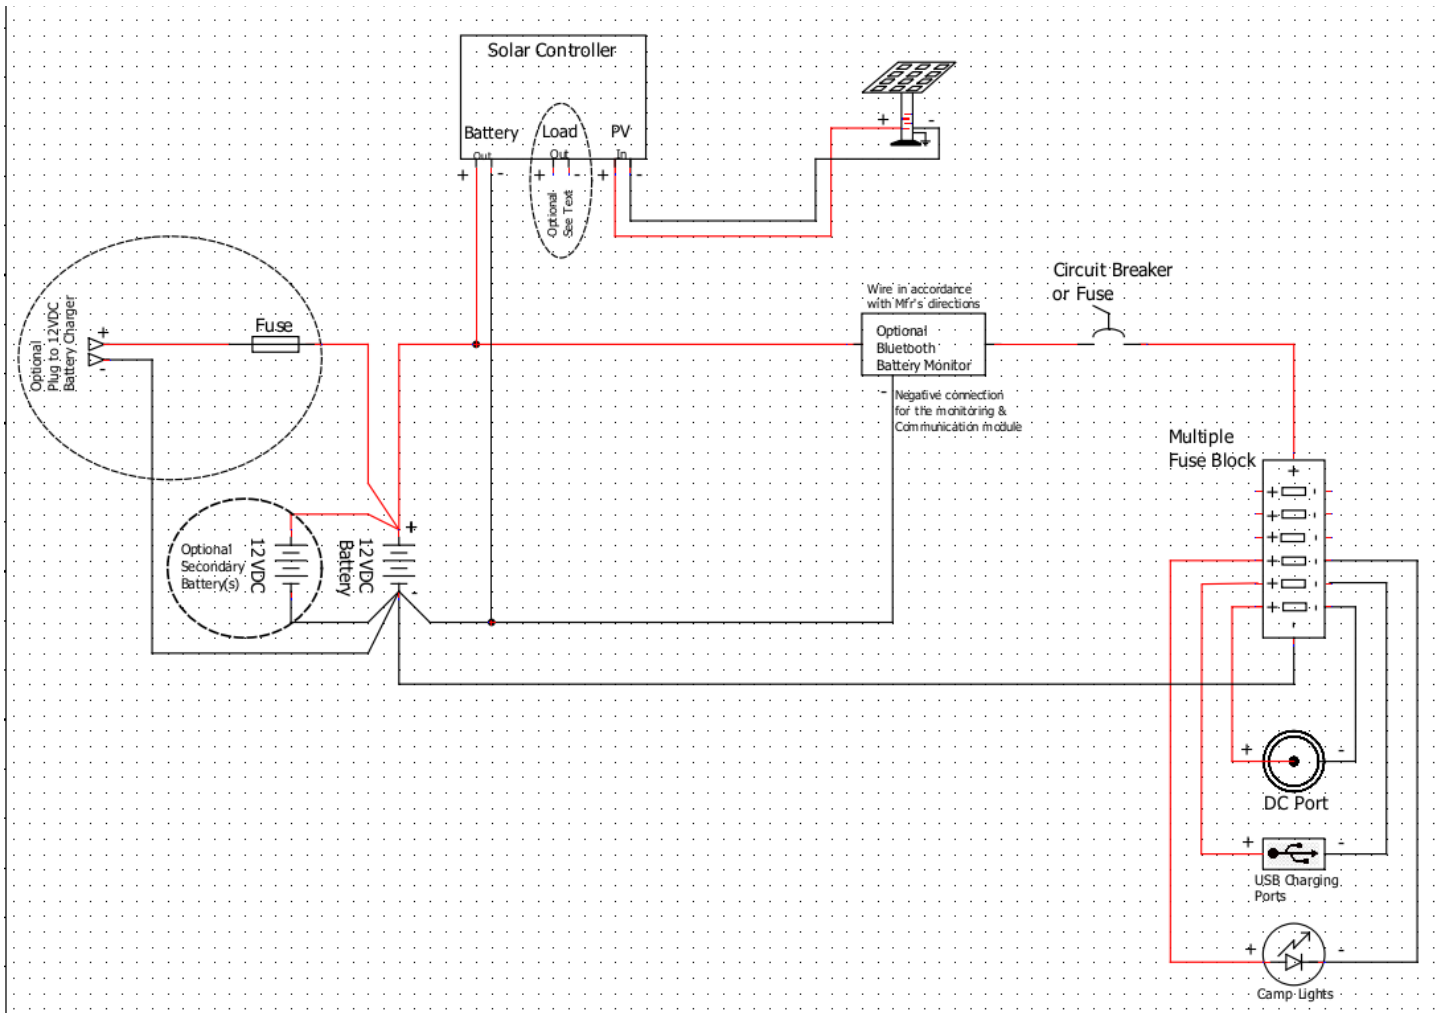 Solar Controller
Battery
Load
PV
Out
Out
In
+
-
+
-
+
-
Optional
See Text
+
-
Circuit Breaker
or Fuse
Wire in accordance
with Mfr's directions
Optional
Bluetooth
Battery Monitor
-
Negative connection
for the monitoring &
Communication module
Fuse
+
-
Optional
Plug to 12VDC
Battery Charger
Multiple
Fuse Block
+
+ -
+ -
+ -
+ -
+ -
+ -
-
Optional
Secondary
Battery(s)
12VDC
12VDC
Battery
+
-
+
-
DC Port
+
-
USB Charging
Ports
+
-
Camp Lights